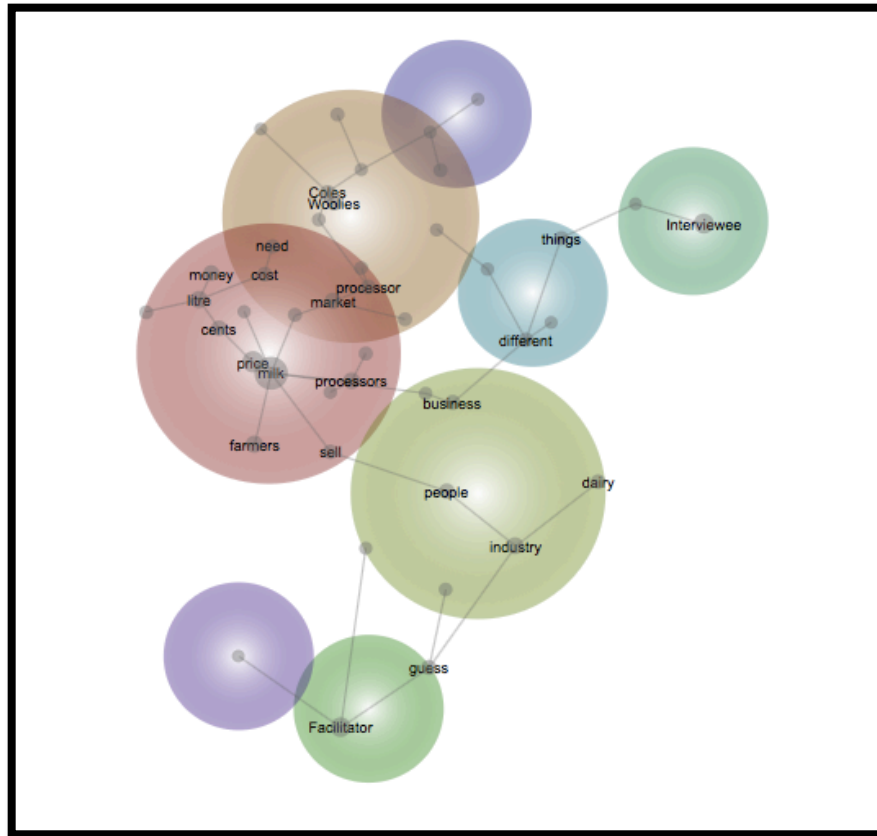 Coles
Woolies
Interviewee
things
need
money
cost
processor
litre
market
cents
different
price
milk
processors
business
farmers
sell
people
dairy
industry
guess
Facilitator